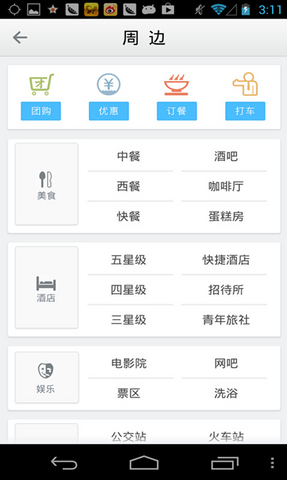 3:11
周 边
团
团购 优惠 订餐 打车
中餐 酒吧
美食 西餐 咖啡厅
快餐 蛋糕房
五星级 快捷酒店
酒店 四星级 招待所
三星级 青年旅社
电影院 网吧
娱乐 票区 洗浴
公交站 火车站